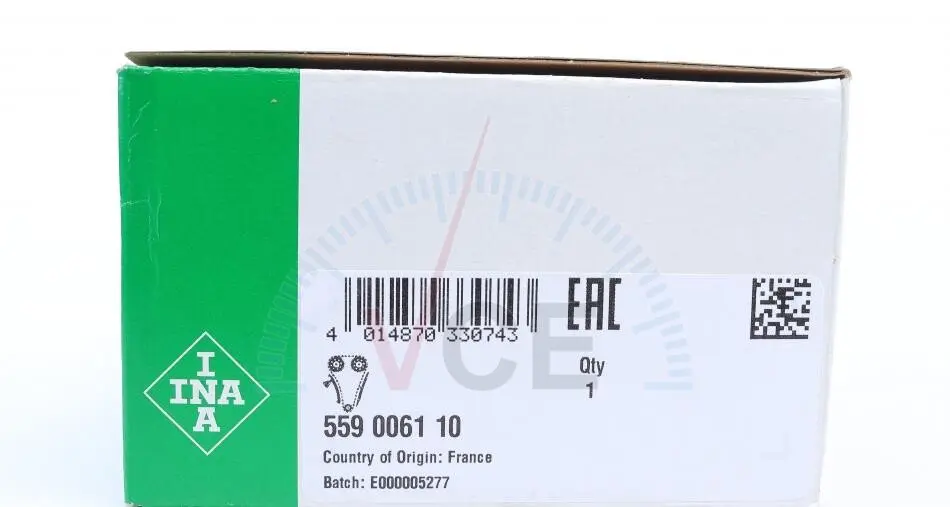 VCE
4 014870 330743
EAC
Qty
1
I
INA
A
559 0061 10
Country of Origin: France
Batch: E000005277